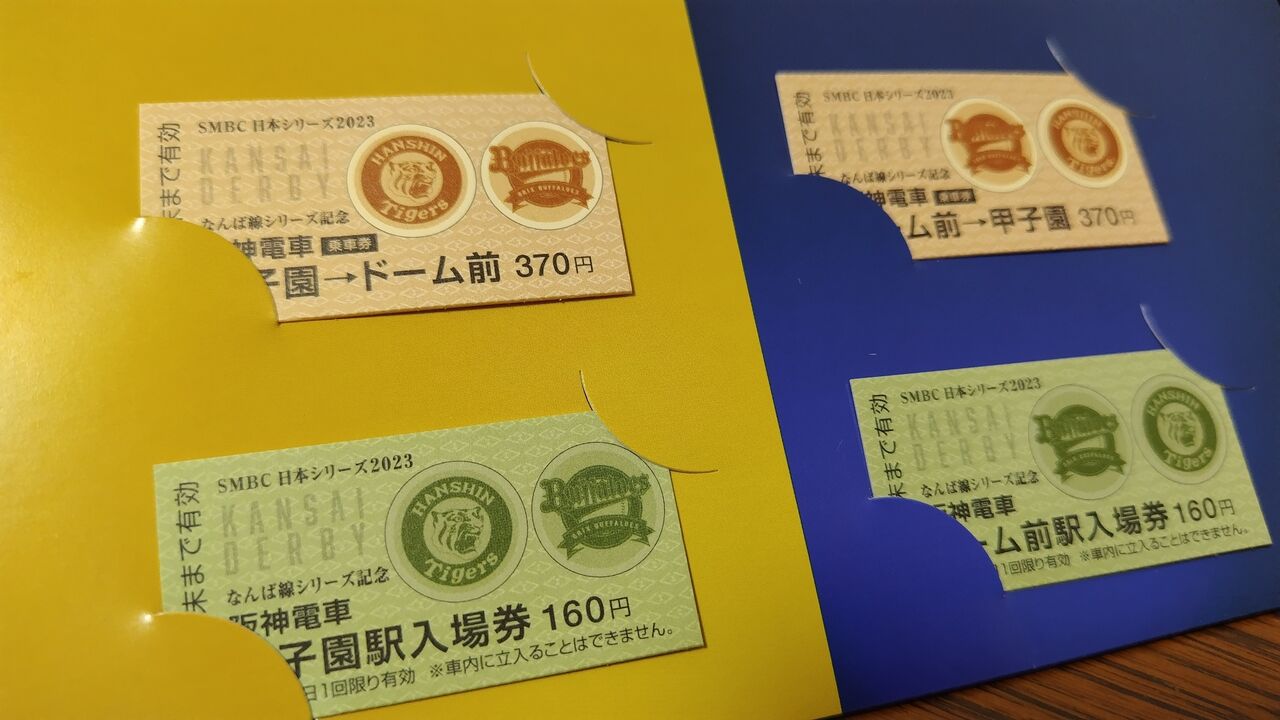 末まで有効
SMBC 日本シリーズ2023
KANSAI
DERBY
なんば線シリーズ記念
神電車 乗車券
子園→ドーム前 370円
HANSHIN
Tigers
Buffaloes
ORIX BUFFALOES
末まで有効
SMBC 日本シリーズ2023
KANSAI
DERBY
なんば線シリーズ記念
阪神電車
子園駅入場券 160円
日1回限り有効 ※車内に立入ることはできません。
HANSHIN
Tigers
Buffaloes
ORIX BUFFALOES
末まで有効
SMBC 日本シリーズ2023
KANSAI
DERBY
なんば線シリーズ記念
神電車 乗車券
ム前→甲子園 370円
Buffaloes
ORIX BUFFALOES
HANSHIN
Tigers
末まで有効
SMBC 日本シリーズ2023
KANSAI
DERBY
なんば線シリーズ記念
阪神電車
ーム前駅入場券 160円
1回限り有効 ※車内に立入ることはできません。
Buffaloes
ORIX BUFFALOES
HANSHIN
Tigers